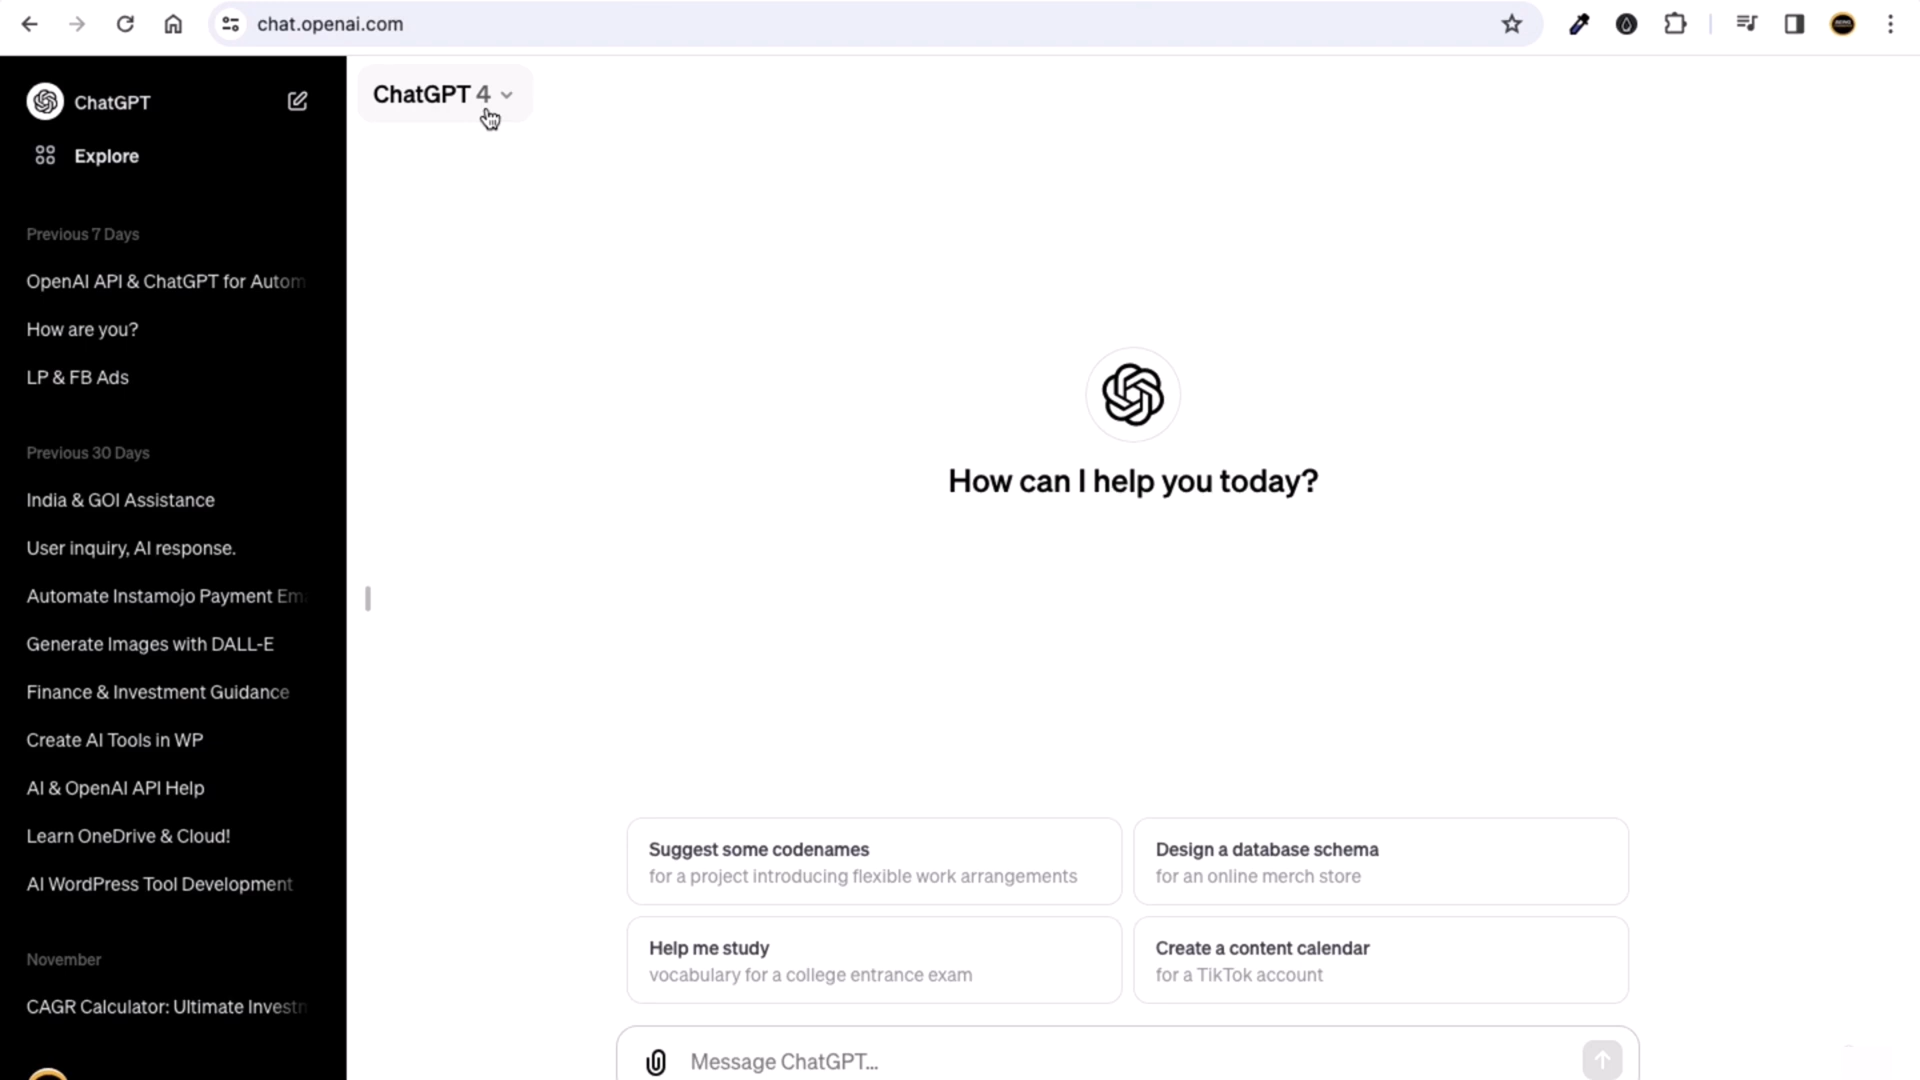 chat.openai.com
ChatGPT
Explore
Previous 7 Days
OpenAI API & ChatGPT for Autom
How are you?
LP & FB Ads
Previous 30 Days
India & GOI Assistance
User inquiry, AI response.
Automate Instamojo Payment Ema
Generate Images with DALL-E
Finance & Investment Guidance
Create AI Tools in WP
AI & OpenAI API Help
Learn OneDrive & Cloud!
AI WordPress Tool Development
November
CAGR Calculator: Ultimate Investm
ChatGPT 4
How can I help you today?
Suggest some codenames
for a project introducing flexible work arrangements
Design a database schema
for an online merch store
Help me study
vocabulary for a college entrance exam
Create a content calendar
for a TikTok account
Message ChatGPT...